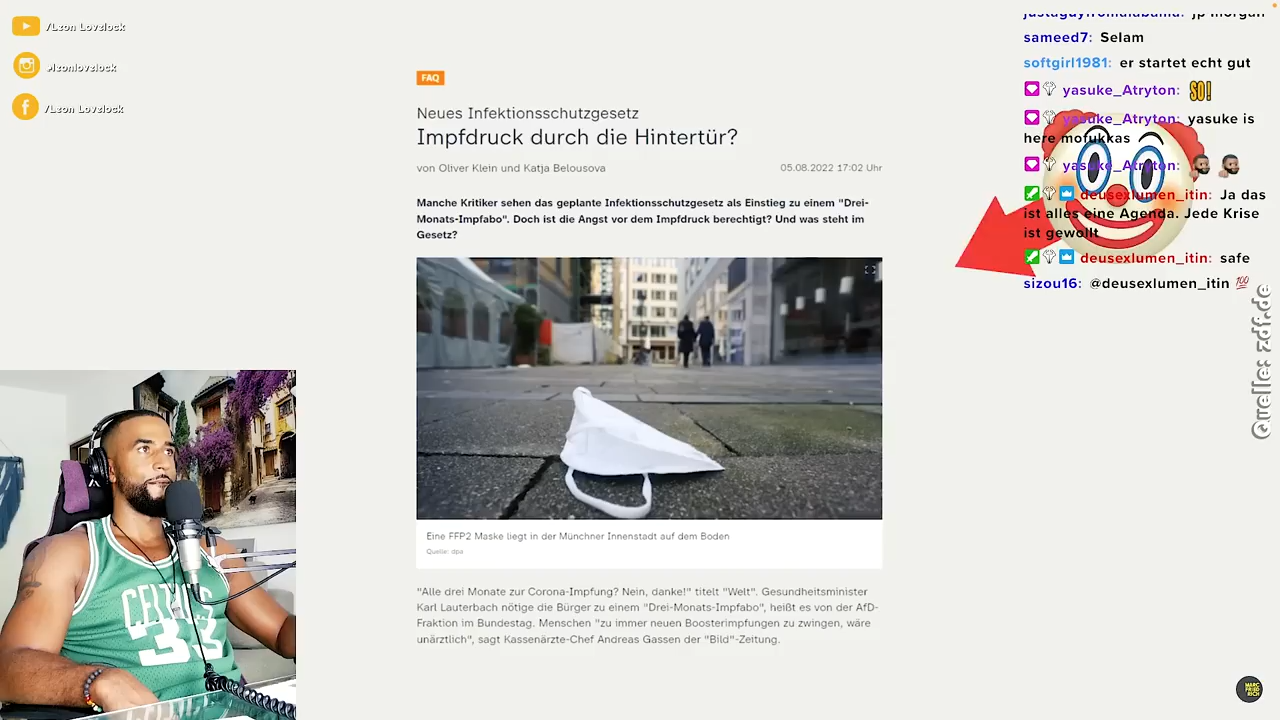 /Leon Lovelock
leonlovelock
/Leon Lovelock
FAQ
Neues Infektionsschutzgesetz
Impfdruck durch die Hintertür?
von Oliver Klein und Katja Belousova
05.08.2022 17:02 Uhr
Manche Kritiker sehen das geplante Infektionsschutzgesetz als Einstieg zu einem "Drei-
Monats-Impfabo". Doch ist die Angst vor dem Impfdruck berechtigt? Und was steht im
Gesetz?
Eine FFP2 Maske liegt in der Münchner Innenstadt auf dem Boden
Quelle: dpa
"Alle drei Monate zur Corona-Impfung? Nein, danke!" titelt "Welt". Gesundheitsminister
Karl Lauterbach nötige die Bürger zu einem "Drei-Monats-Impfabo", heißt es von der AfD-
Fraktion im Bundestag. Menschen "zu immer neuen Boosterimpfungen zu zwingen, wäre
unärztlich", sagt Kassenärzte-Chef Andreas Gassen der "Bild"-Zeitung.
justaguyfromalabama: jp morgan
sameed7: Selam
softgirl1981: er startet echt gut
yasuke_Atryton: SO!
yasuke_Atryton: yasuke is
here mofukkas
yasuke_Atryton:
deusexlumen_itin: Ja das
ist alles eine Agenda. Jede Krise
ist gewollt
deusexlumen_itin: safe
sizou16: @deusexlumen_itin 💯
Quelle: zdf.de
CELTICS
33
MARC
FRIED
RICH